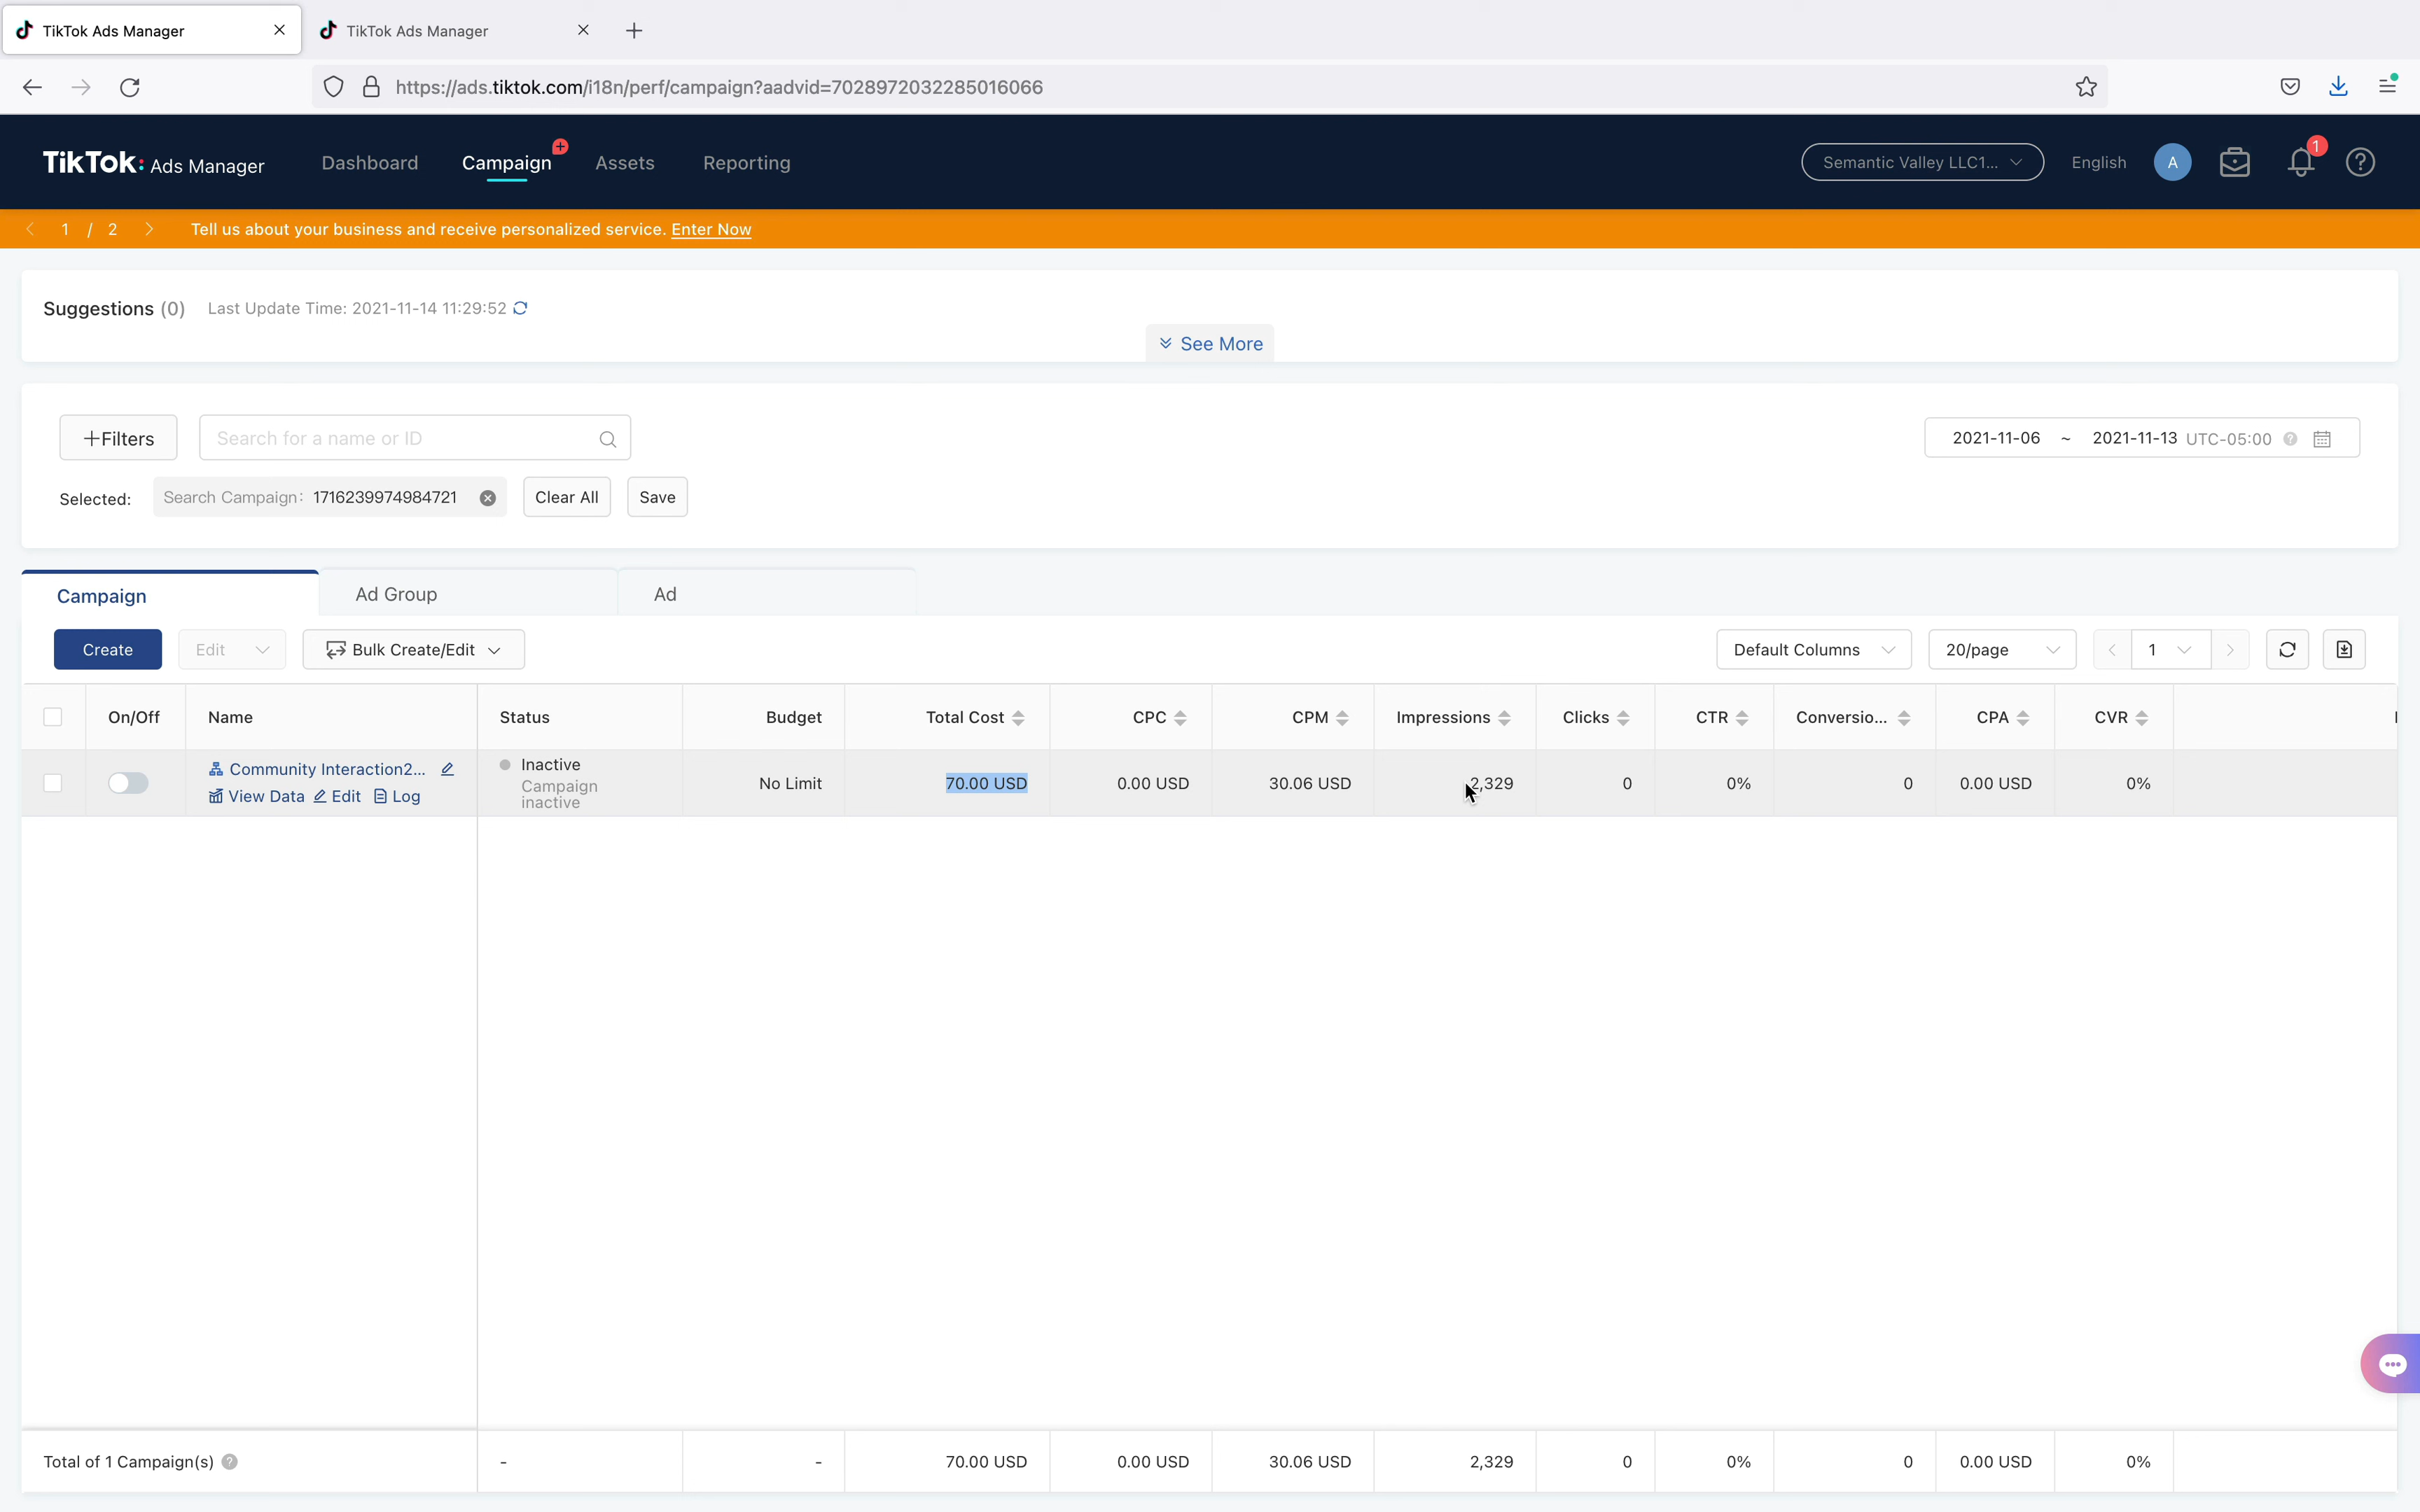 TikTok Ads Manager
TikTok Ads Manager
https://ads.tiktok.com/i18n/perf/campaign?aadvid=7028972032285016066
TikTok: Ads Manager
Dashboard
Campaign
Assets
Reporting
Semantic Valley LLC1...
English
A
1
1 / 2
Tell us about your business and receive personalized service. Enter Now
Suggestions (0) Last Update Time: 2021-11-14 11:29:52
See More
+Filters
Search for a name or ID
2021-11-06 ~ 2021-11-13 UTC-05:00
Selected: Search Campaign: 1716239974984721
Clear All
Save
Campaign
Ad Group
Ad
Create
Edit
Bulk Create/Edit
Default Columns
20/page
1
On/Off Name Status Budget Total Cost CPC CPM Impressions Clicks CTR Conversio... CPA CVR
Community Interaction2...
View Data Edit Log
Inactive
Campaign
inactive
No Limit 70.00 USD 0.00 USD 30.06 USD 2,329 0 0% 0 0.00 USD 0%
Total of 1 Campaign(s) - - 70.00 USD 0.00 USD 30.06 USD 2,329 0 0% 0 0.00 USD 0%